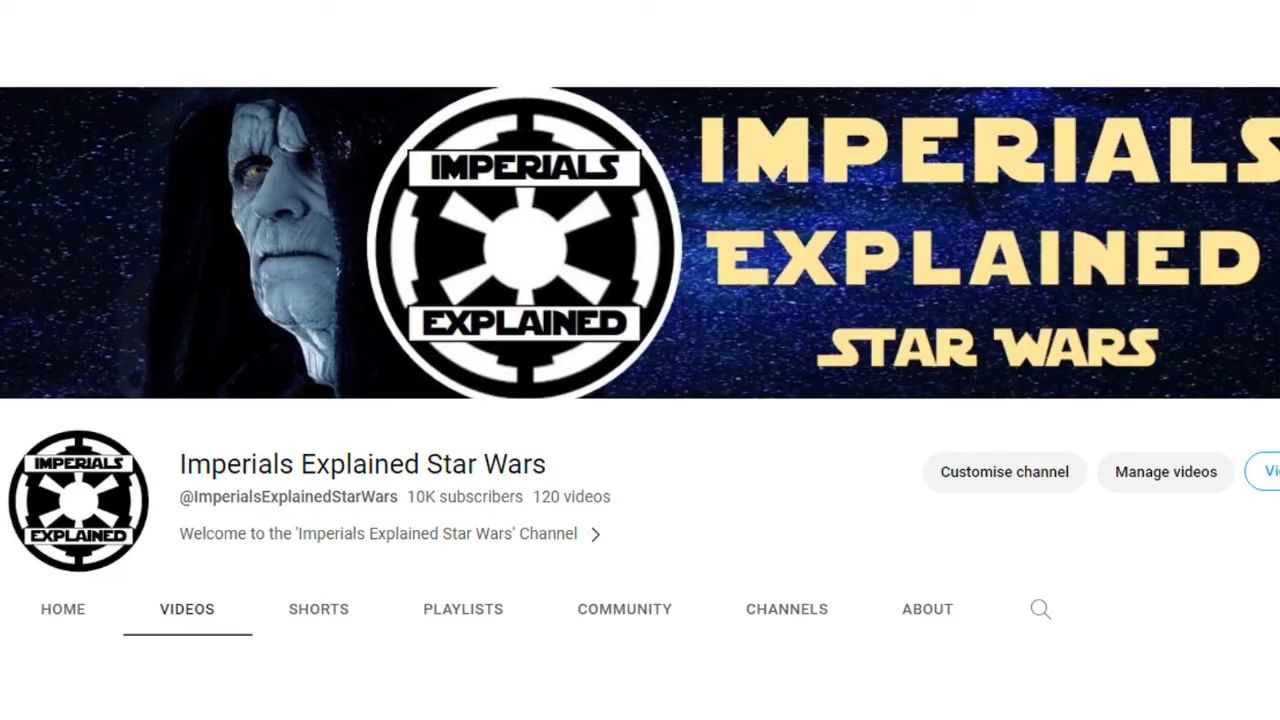 IMPERIALS
EXPLAINED
IMPERIALS
EXPLAINED
STAR WARS
IMPERIALS
EXPLAINED
Imperials Explained Star Wars
@ImperialsExplainedStarWars 10K subscribers 120 videos
Welcome to the 'Imperials Explained Star Wars' Channel
Customise channel Manage videos
HOME VIDEOS SHORTS PLAYLISTS COMMUNITY CHANNELS ABOUT